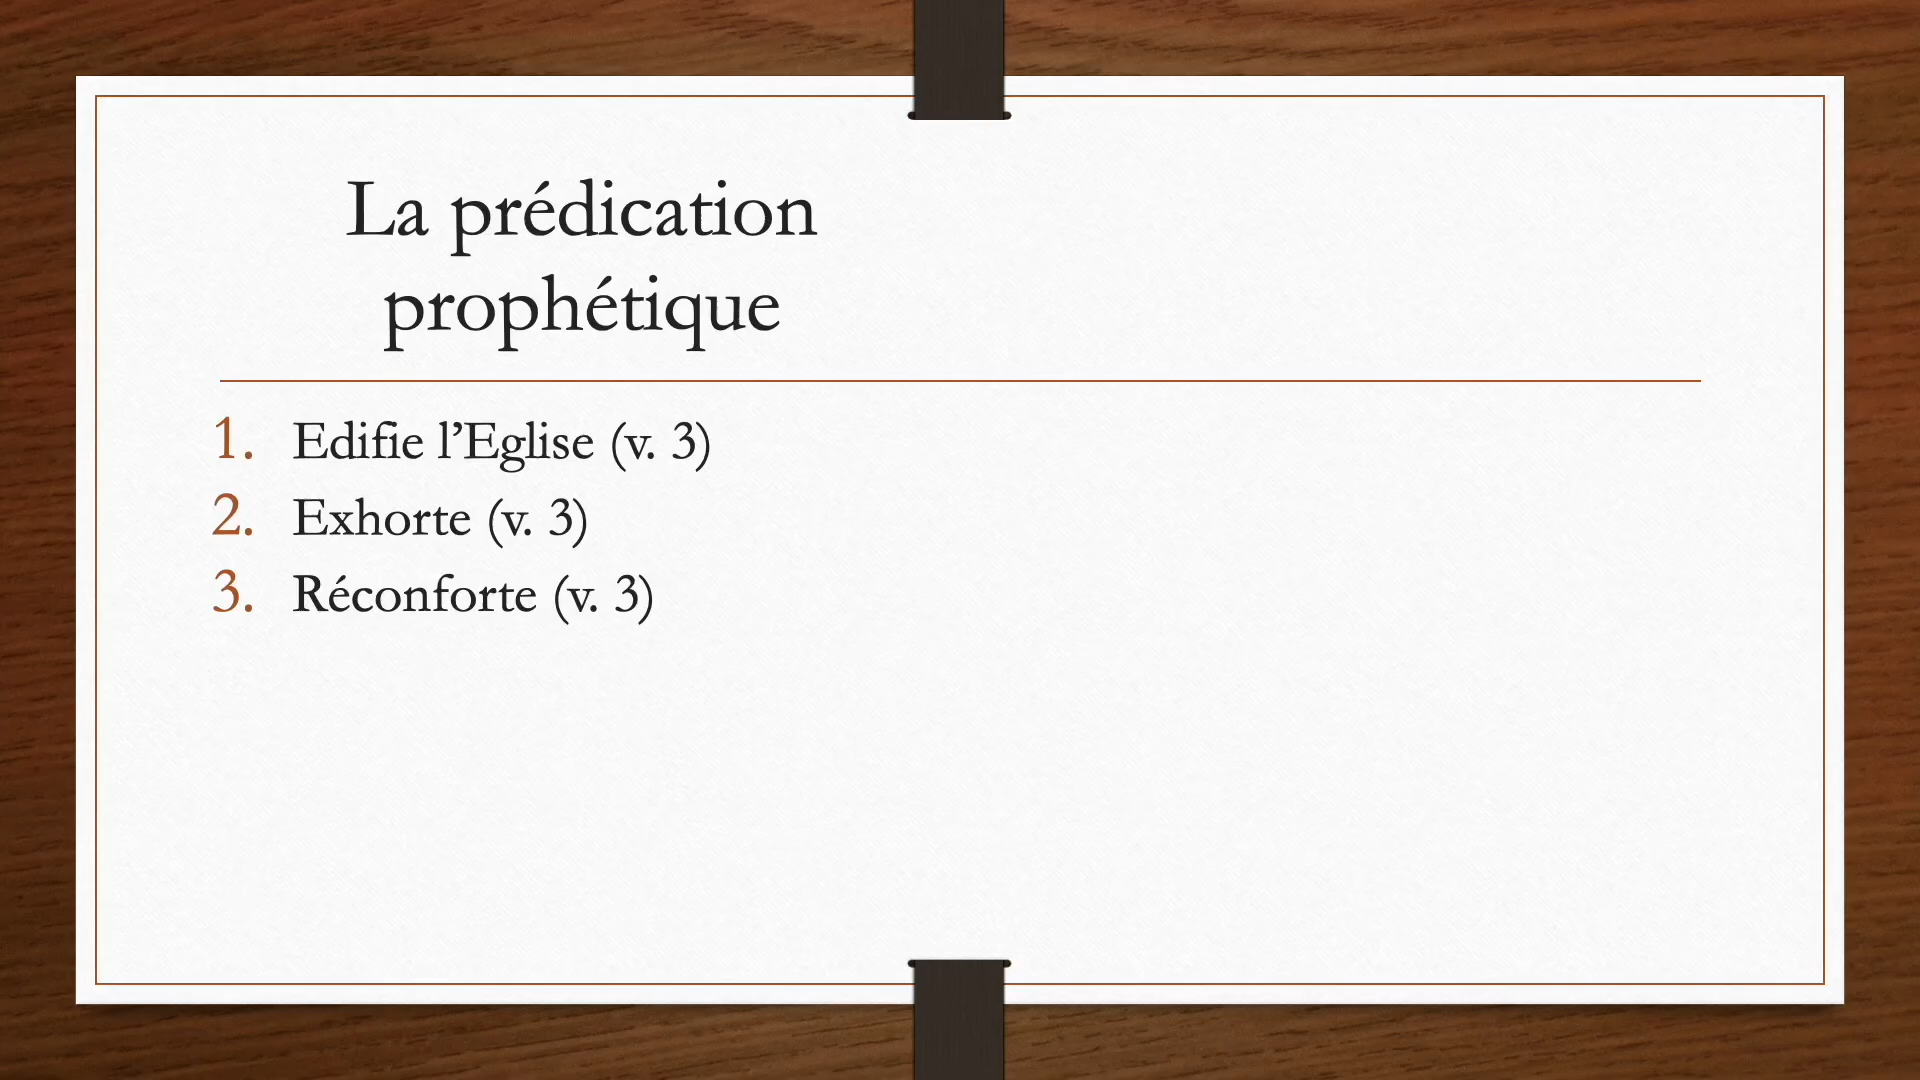 La prédication
prophétique
1. Edifie l’Eglise (v. 3)
2. Exhorte (v. 3)
3. Réconforte (v. 3)